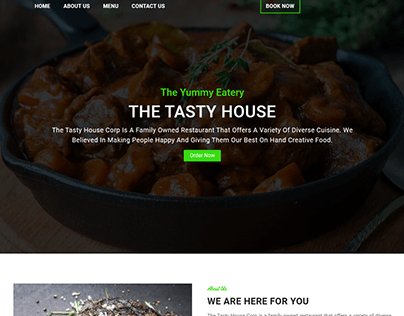 HOME ABOUT US MENU CONTACT US BOOK NOW
The Yummy Eatery
THE TASTY HOUSE
The Tasty House Corp Is A Family Owned Restaurant That Offers A Variety Of Diverse Cuisine. We
Believed In Making People Happy And Giving Them Our Best On Hand Creative Food.
Order Now
About Us
WE ARE HERE FOR YOU
The Tasty House Corp is a family owned restaurant that offers a variety of diverse